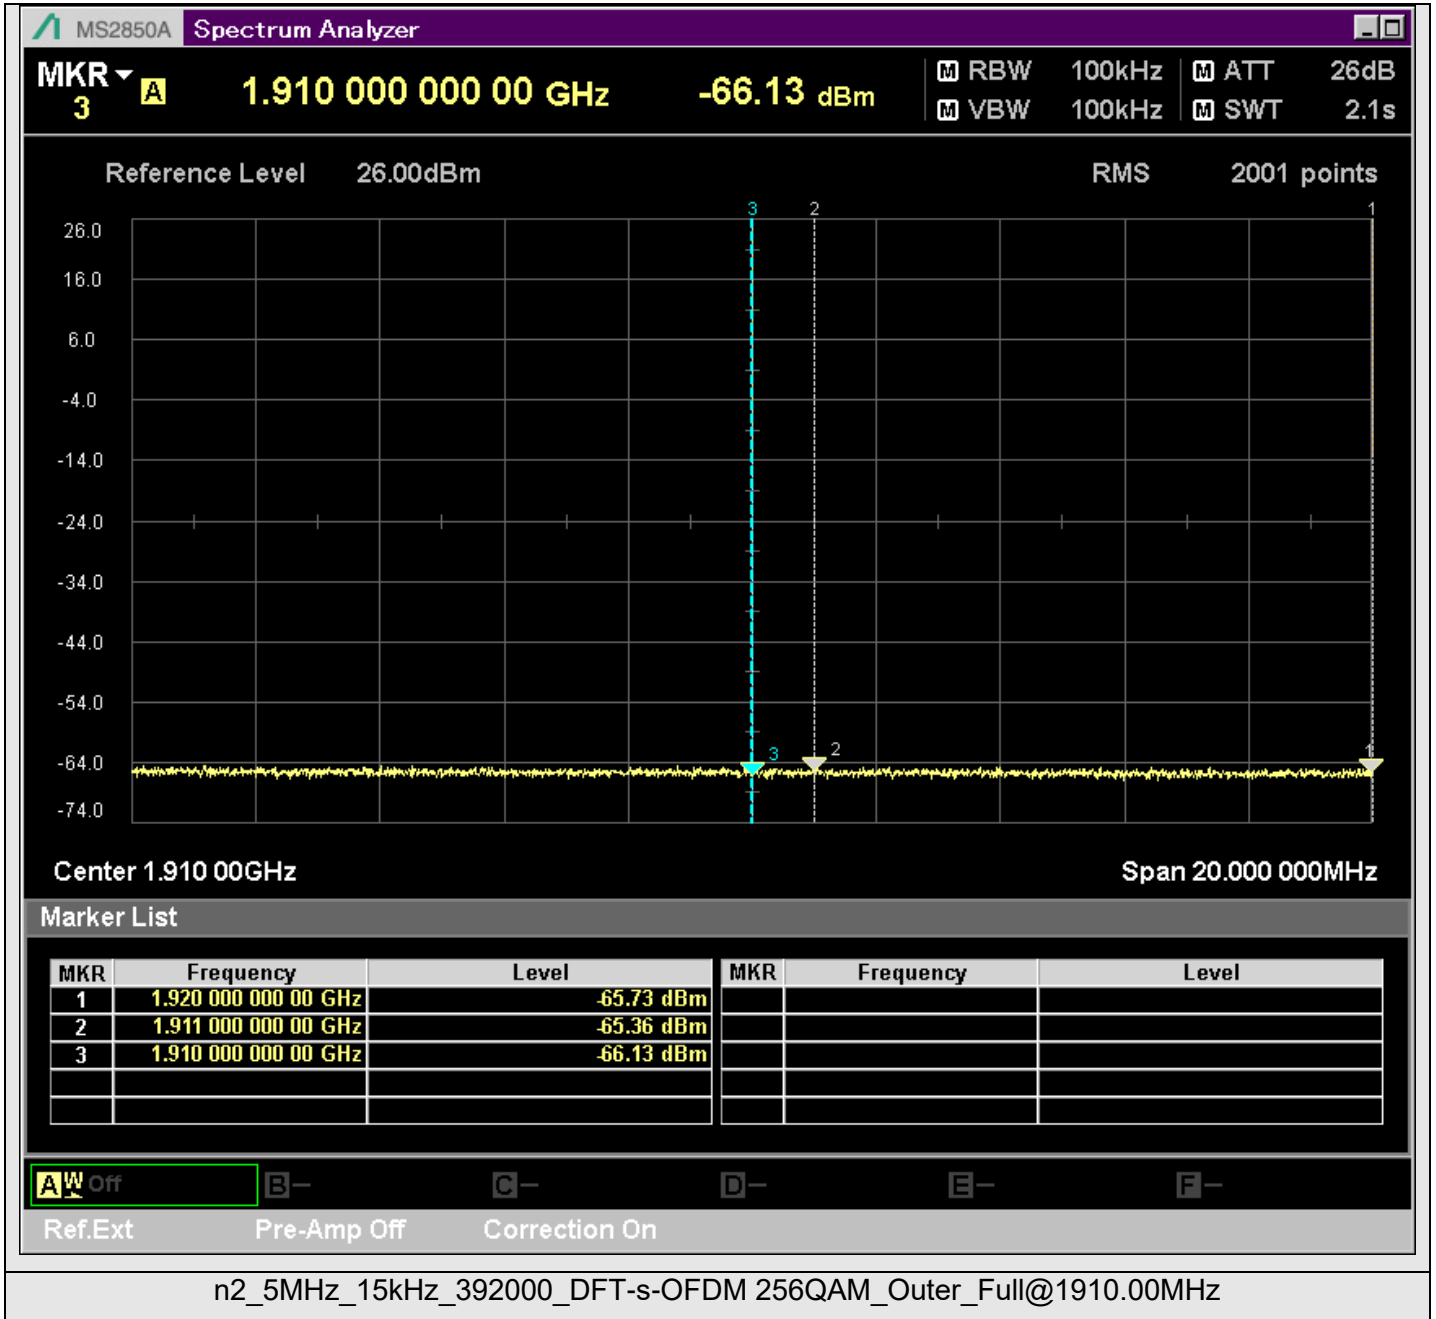 MS2850A Spectrum Analyzer
MKR A 1.910 000 000 00 GHz -66.13 dBm M RBW 100kHz M ATT 26dB
3 M VBW 100kHz M SWT 2.1s
Reference Level 26.00dBm RMS 2001 points
3 2 1
26.0
16.0
6.0
-4.0
-14.0
-24.0
-34.0
-44.0
-54.0
-64.0
3 2 1
-74.0
Center 1.910 00GHz Span 20.000 000MHz
Marker List
MKR Frequency Level MKR Frequency Level
1 1.920 000 000 00 GHz -65.73 dBm
2 1.911 000 000 00 GHz -65.36 dBm
3 1.910 000 000 00 GHz -66.13 dBm
A W Off B – C – D – E – F –
Ref.Ext Pre-Amp Off Correction On
n2_5MHz_15kHz_392000_DFT-s-OFDM 256QAM_Outer_Full@1910.00MHz